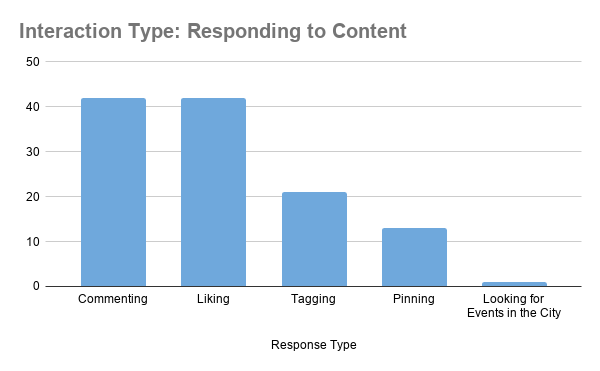 Interaction Type: Responding to Content
50
40
30
20
10
0
Commenting
Liking
Tagging
Pinning
Looking for
Events in the City
Response Type